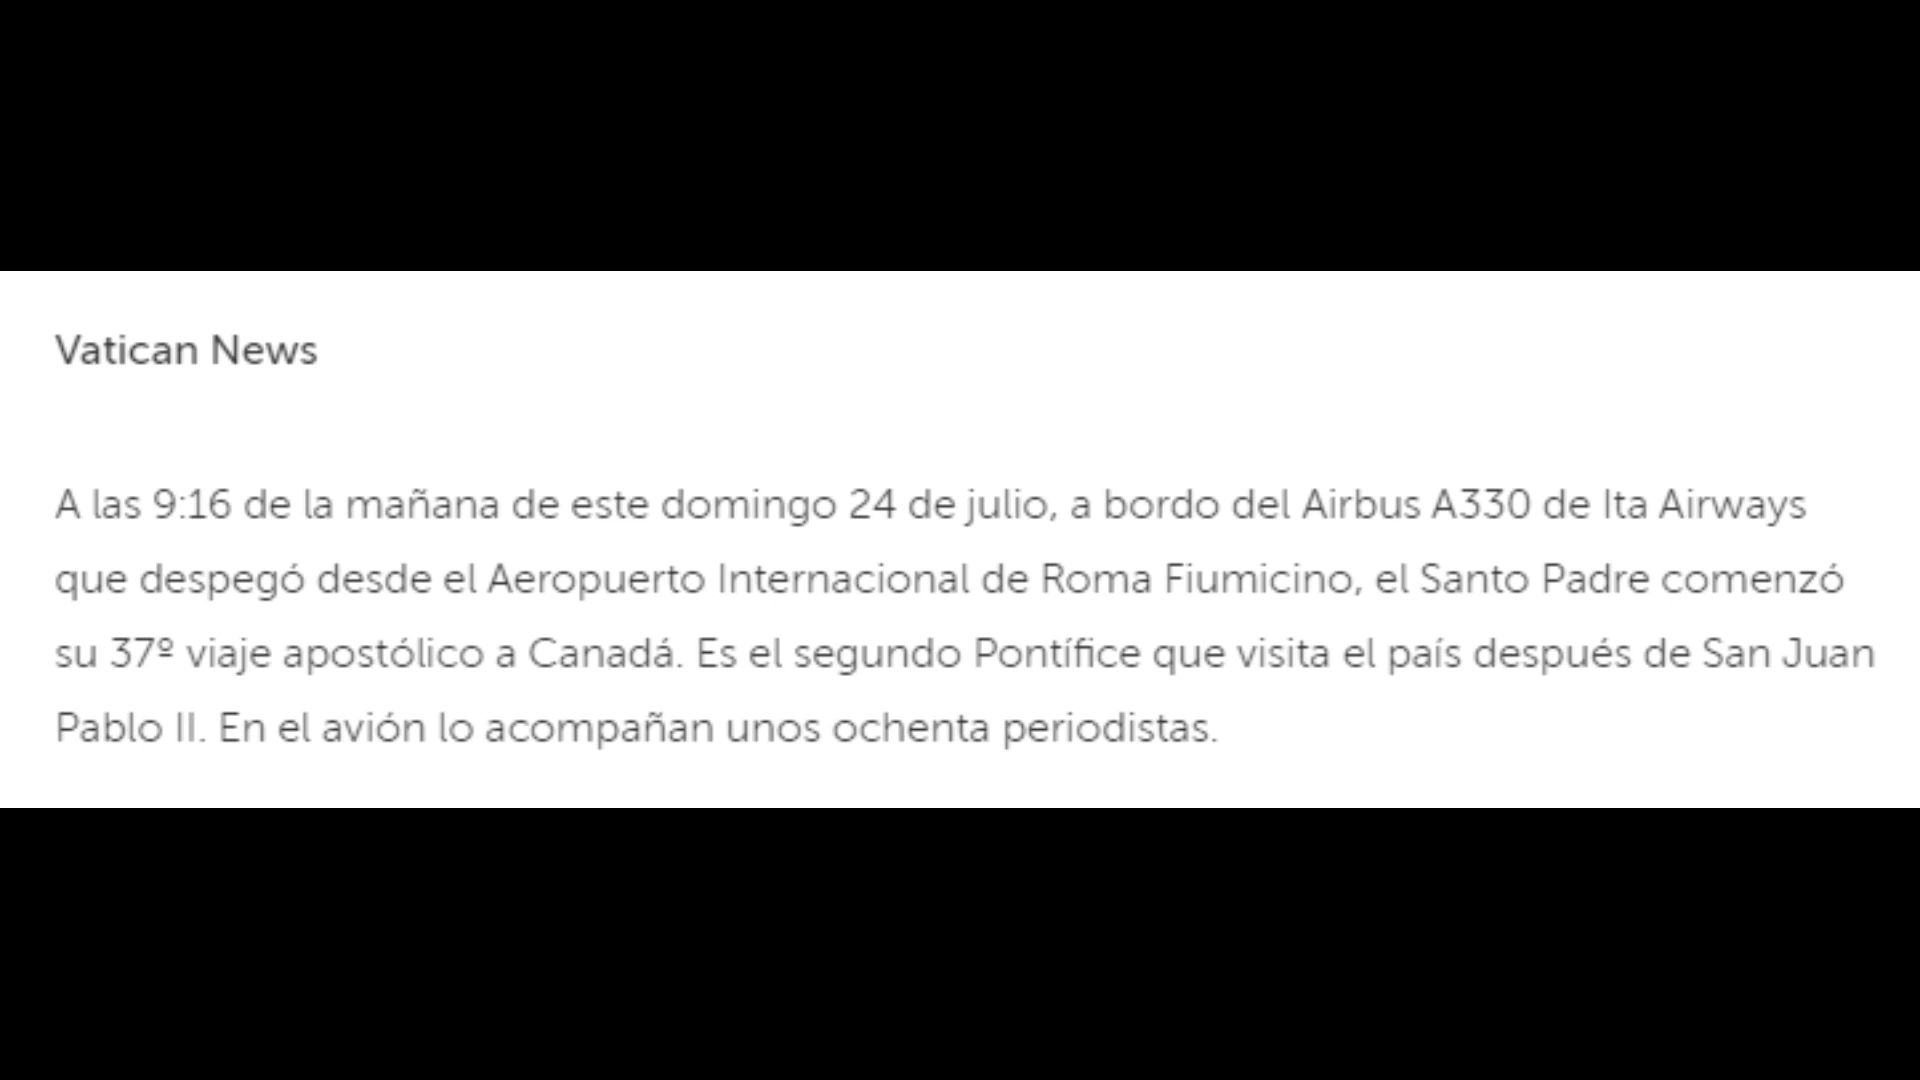 Vatican News
A las 9:16 de la mañana de este domingo 24 de julio, a bordo del Airbus A330 de Ita Airways
que despegó desde el Aeropuerto Internacional de Roma Fiumicino, el Santo Padre comenzó
su 37º viaje apostólico a Canadá. Es el segundo Pontífice que visita el país después de San Juan
Pablo II. En el avión lo acompañan unos ochenta periodistas.